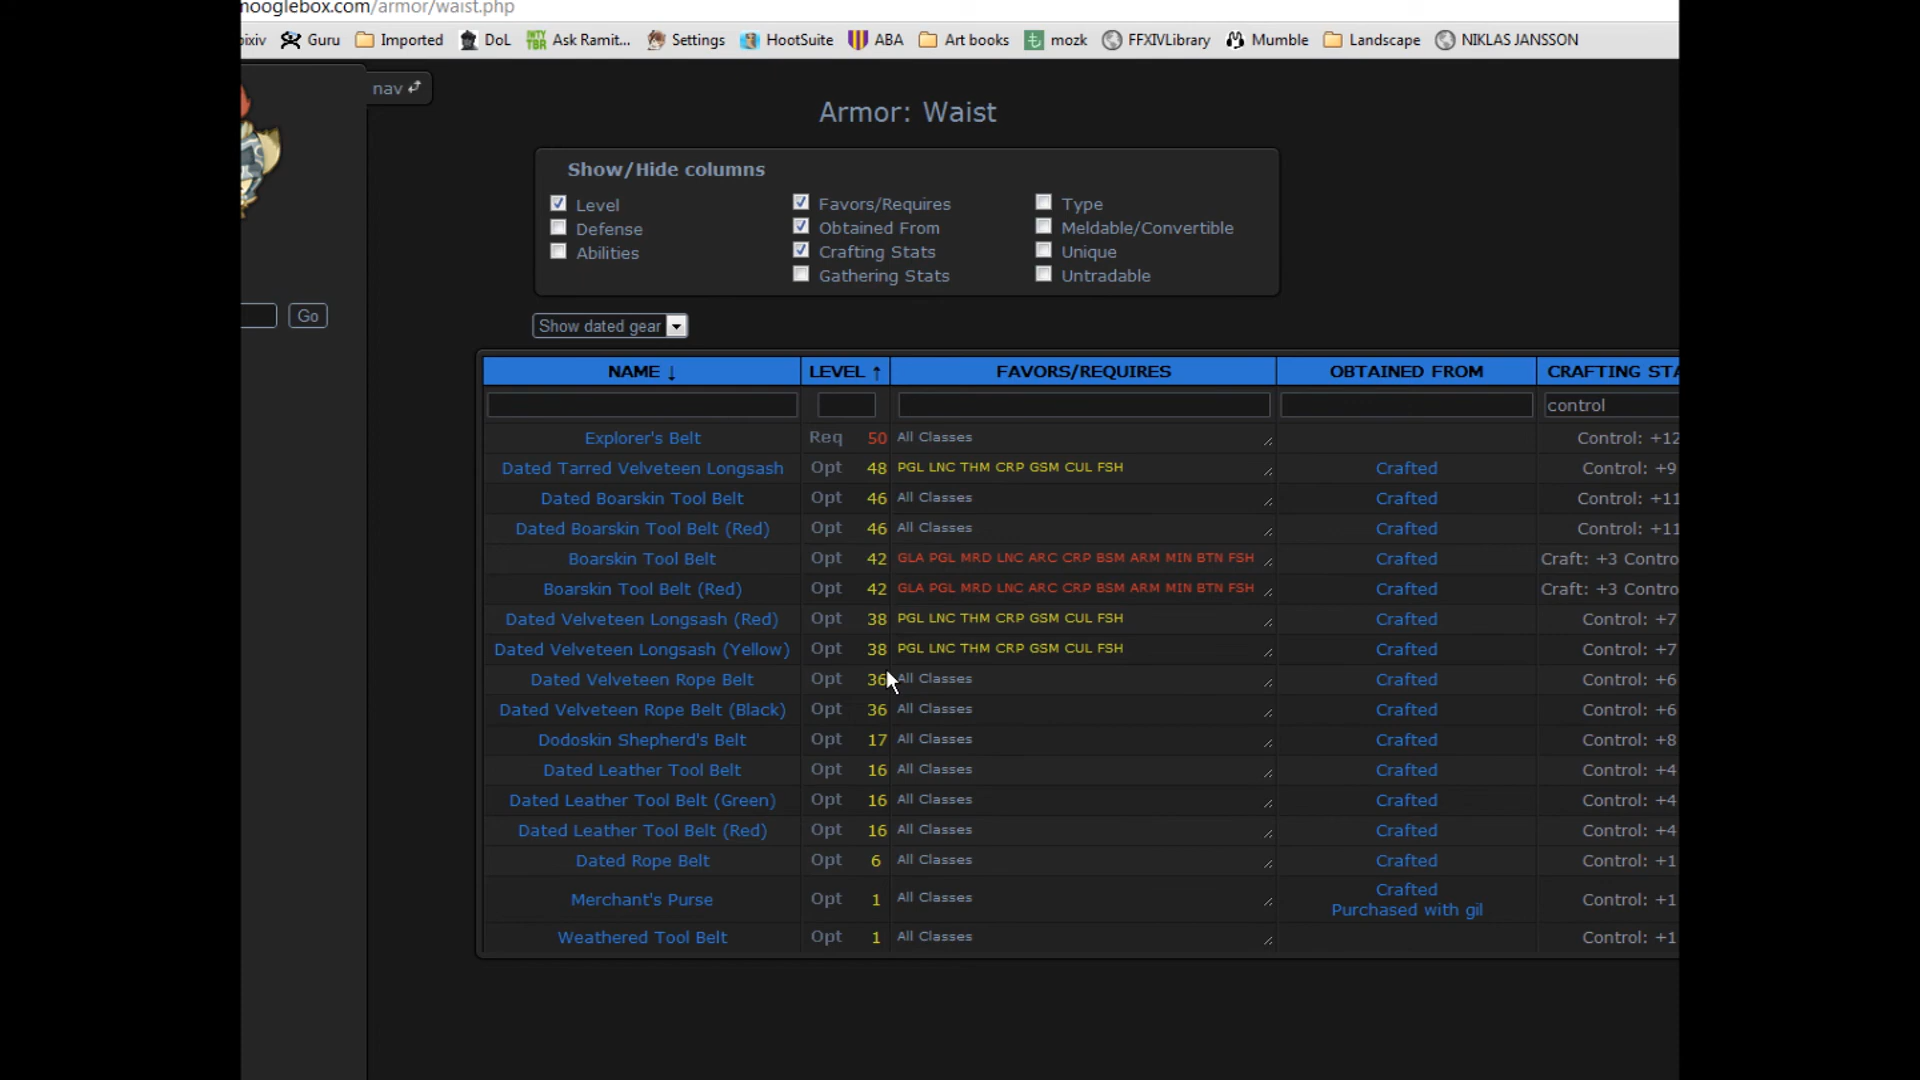 mooglebox.com/armor/waist.php
pixiv Guru Imported DoL Ask Ramit... Settings HootSuite ABA Art books mozk FFXIVLibrary Mumble Landscape NIKLAS JANSSON
nav
Armor: Waist
Show/Hide columns
Level Favors/Requires Type
Defense Obtained From Meldable/Convertible
Abilities Crafting Stats Unique
Gathering Stats Untradable
Go
Show dated gear
NAME ↓ LEVEL ↑ FAVORS/REQUIRES OBTAINED FROM CRAFTING STA
control
Explorer's Belt Req 50 All Classes Control: +12
Dated Tarred Velveteen Longsash Opt 48 PGL LNC THM CRP GSM CUL FSH Crafted Control: +9
Dated Boarskin Tool Belt Opt 46 All Classes Crafted Control: +11
Dated Boarskin Tool Belt (Red) Opt 46 All Classes Crafted Control: +11
Boarskin Tool Belt Opt 42 GLA PGL MRD LNC ARC CRP BSM ARM MIN BTN FSH Crafted Craft: +3 Contro
Boarskin Tool Belt (Red) Opt 42 GLA PGL MRD LNC ARC CRP BSM ARM MIN BTN FSH Crafted Craft: +3 Contro
Dated Velveteen Longsash (Red) Opt 38 PGL LNC THM CRP GSM CUL FSH Crafted Control: +7
Dated Velveteen Longsash (Yellow) Opt 38 PGL LNC THM CRP GSM CUL FSH Crafted Control: +7
Dated Velveteen Rope Belt Opt 36 All Classes Crafted Control: +6
Dated Velveteen Rope Belt (Black) Opt 36 All Classes Crafted Control: +6
Dodoskin Shepherd's Belt Opt 17 All Classes Crafted Control: +8
Dated Leather Tool Belt Opt 16 All Classes Crafted Control: +4
Dated Leather Tool Belt (Green) Opt 16 All Classes Crafted Control: +4
Dated Leather Tool Belt (Red) Opt 16 All Classes Crafted Control: +4
Dated Rope Belt Opt 6 All Classes Crafted Control: +1
Merchant's Purse Opt 1 All Classes Crafted Control: +1
Purchased with gil
Weathered Tool Belt Opt 1 All Classes Control: +1